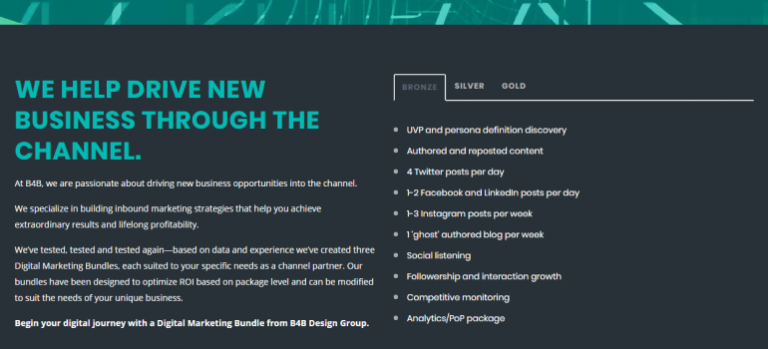 WE HELP DRIVE NEW
BUSINESS THROUGH THE
CHANNEL.
At B4B, we are passionate about driving new business opportunities into the channel.
We specialize in building inbound marketing strategies that help you achieve
extraordinary results and lifelong profitability.
We've tested, tested and tested again—based on data and experience we've created three
Digital Marketing Bundles, each suited to your specific needs as a channel partner. Our
bundles have been designed to optimize ROI based on package level and can be modified
to suit the needs of your unique business.
Begin your digital journey with a Digital Marketing Bundle from B4B Design Group.
BRONZE SILVER GOLD
UVP and persona definition discovery
Authored and reposted content
4 Twitter posts per day
1-2 Facebook and LinkedIn posts per day
1-3 Instagram posts per week
1 'ghost' authored blog per week
Social listening
Followership and interaction growth
Competitive monitoring
Analytics/PoP package